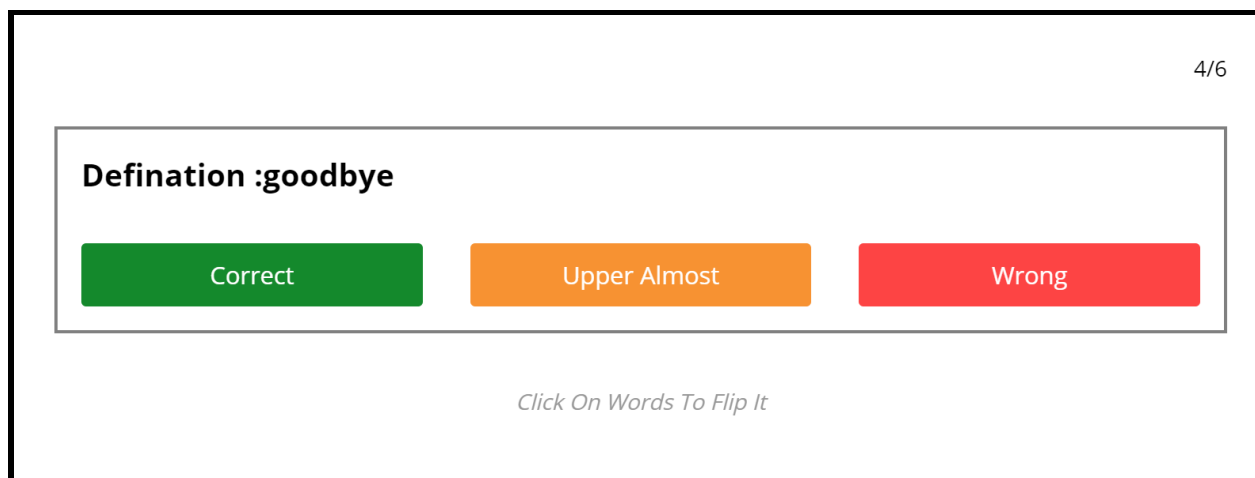 4/6
Defination :goodbye
Correct
Upper Almost
Wrong
Click On Words To Flip It